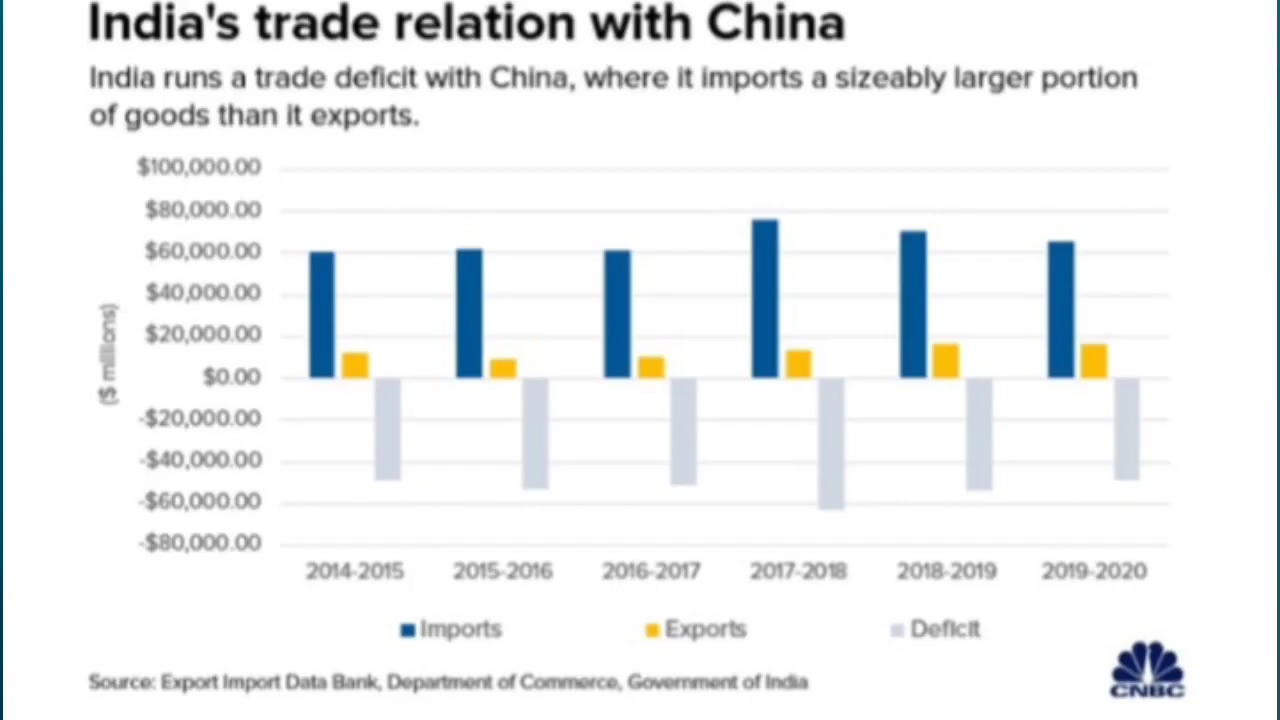 India's trade relation with China
India runs a trade deficit with China, where it imports a sizeably larger portion
of goods than it exports.
$100,000.00
$80,000.00
$60,000.00
$40,000.00
$20,000.00
$0.00
-$20,000.00
-$40,000.00
-$60,000.00
-$80,000.00
($ millions)
2014-2015 2015-2016 2016-2017 2017-2018 2018-2019 2019-2020
Imports Exports Deficit
Source: Export Import Data Bank, Department of Commerce, Government of India
CNBC